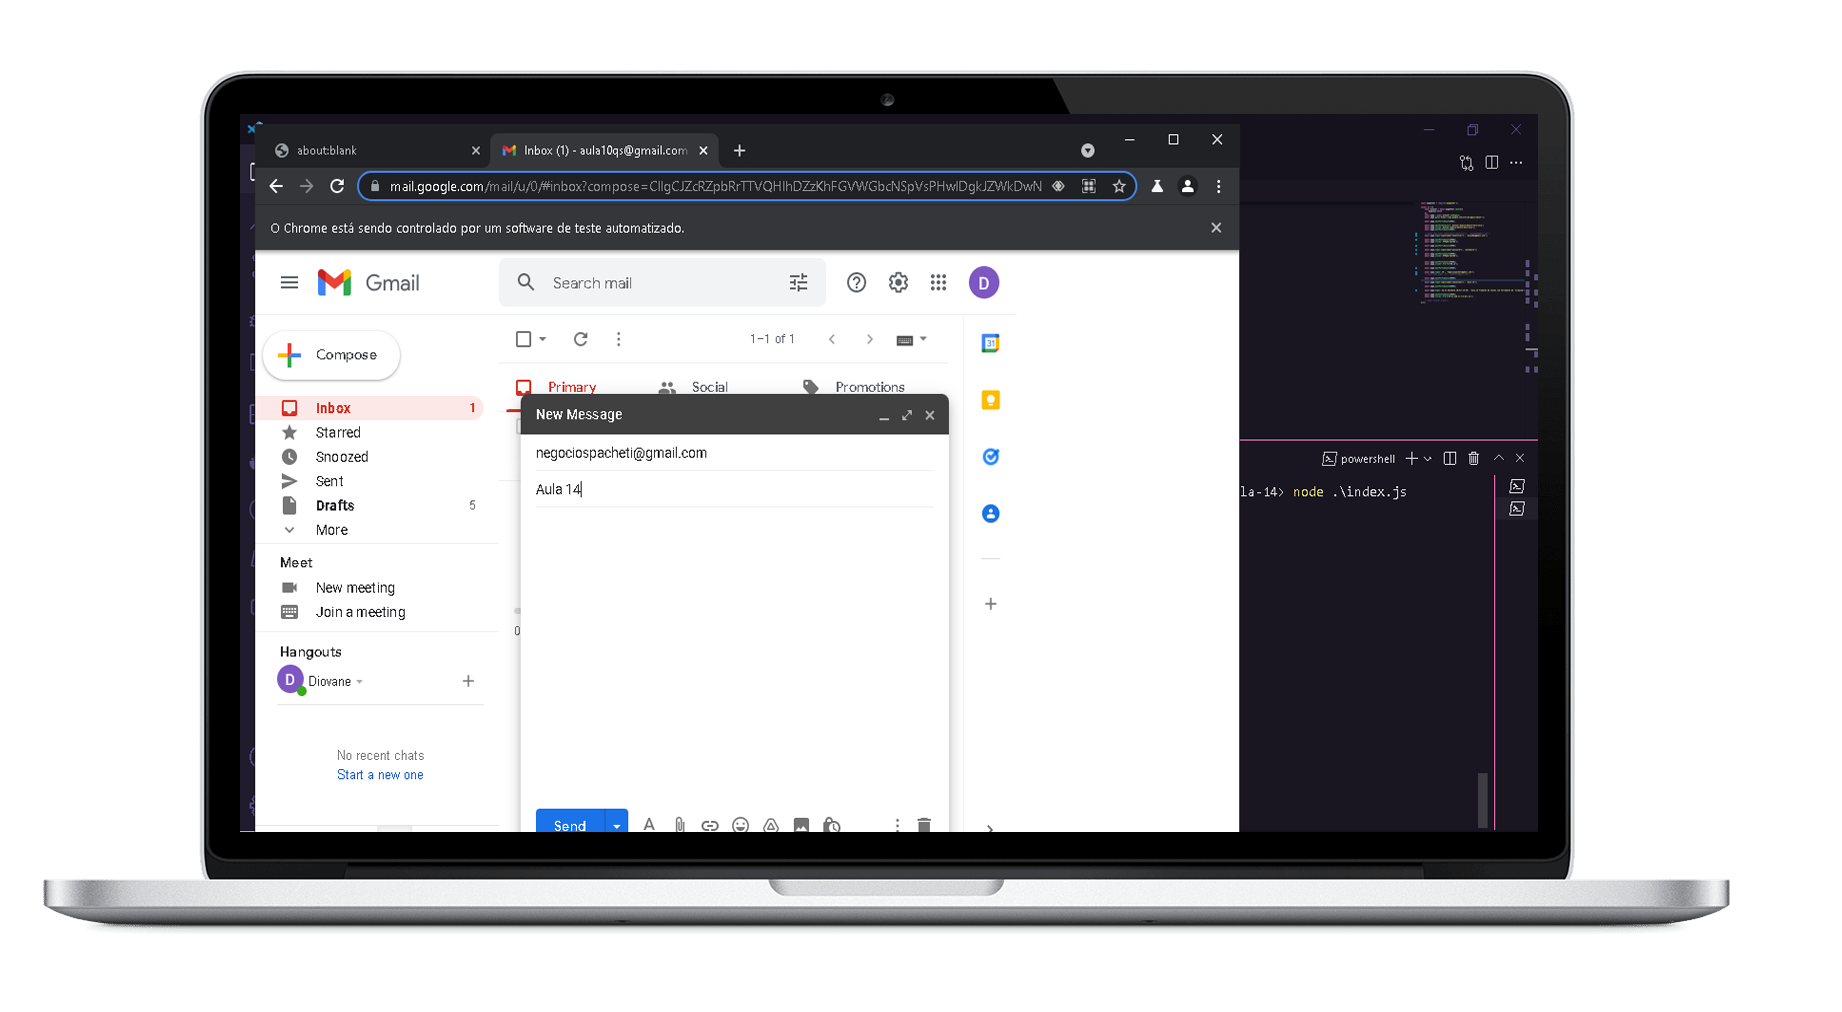 about:blank
Inbox (1) - aula10qs@gmail.com
mail.google.com/mail/u/0/#inbox?compose=CllgCJZcRZpbRrTTVQHlhDZzKhFGVWGbcNSpVsPHwlDgkJZWkDwN
O Chrome está sendo controlado por um software de teste automatizado.
Gmail
Search mail
D
Compose
1–1 of 1
31
Primary
Social
Promotions
Inbox 1
Starred
Snoozed
Sent
Drafts 5
More
Meet
New meeting
Join a meeting
Hangouts
D
Diovane
No recent chats
Start a new one
New Message
negociospacheti@gmail.com
Aula 14
0
Send
A
powershell
la-14> node .\index.js